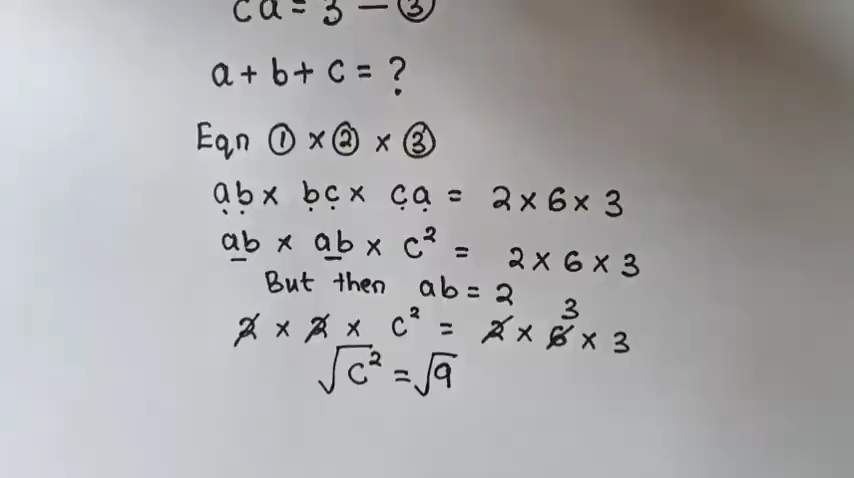 ca = 3 — ③
a + b + c = ?
Eqn ① × ② × ③
ab × bc × ca = 2 × 6 × 3
ab × ab × c² = 2 × 6 × 3
But then ab = 2
2 × 2 × c² = 2 × 6 3 × 3
√c² = √9